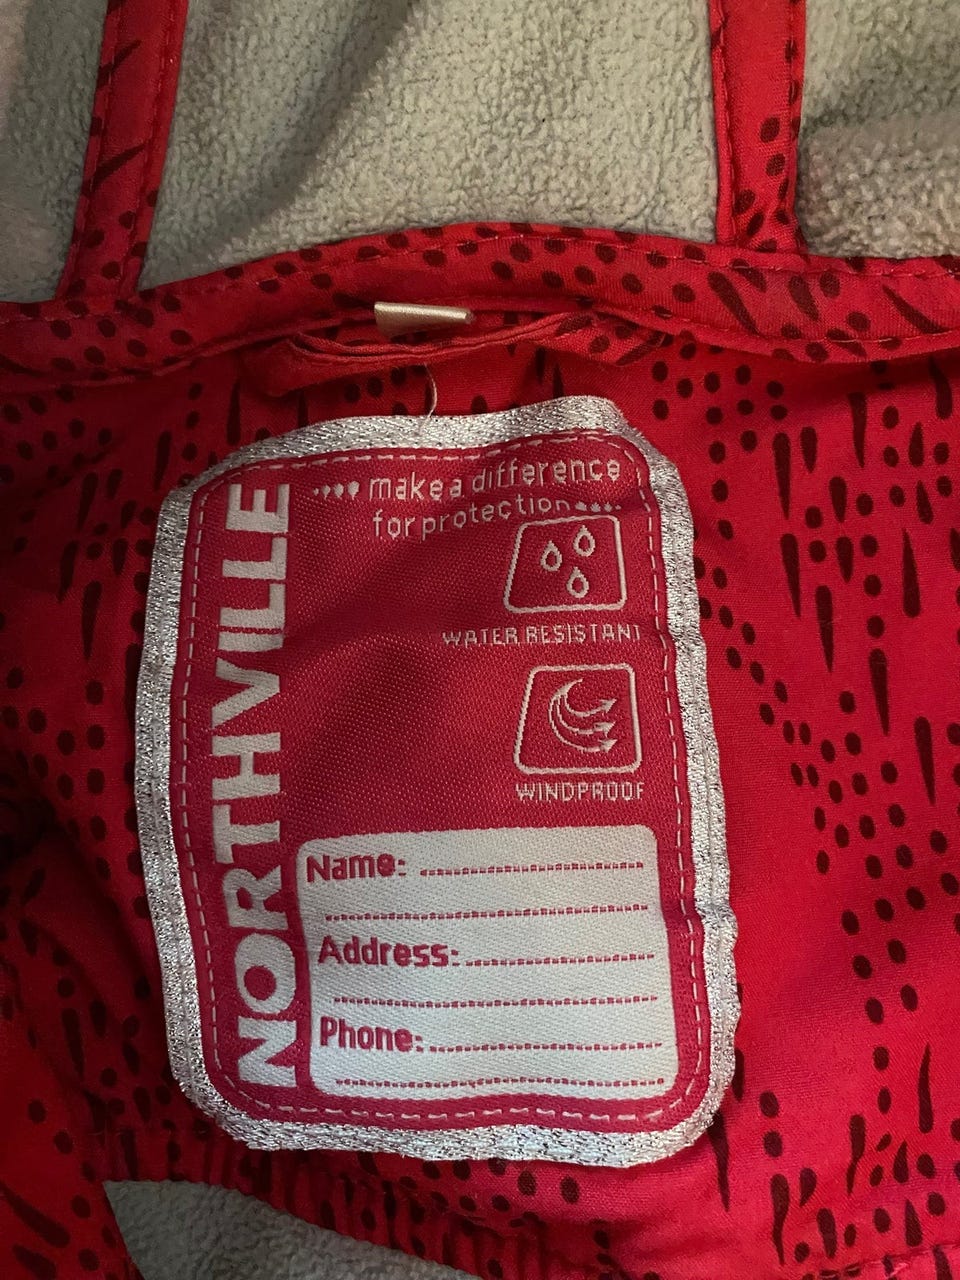 NORTHVILLE
make a difference
for protection
WATER RESISTANT
WINDPROOF
Name:
Address:
Phone: